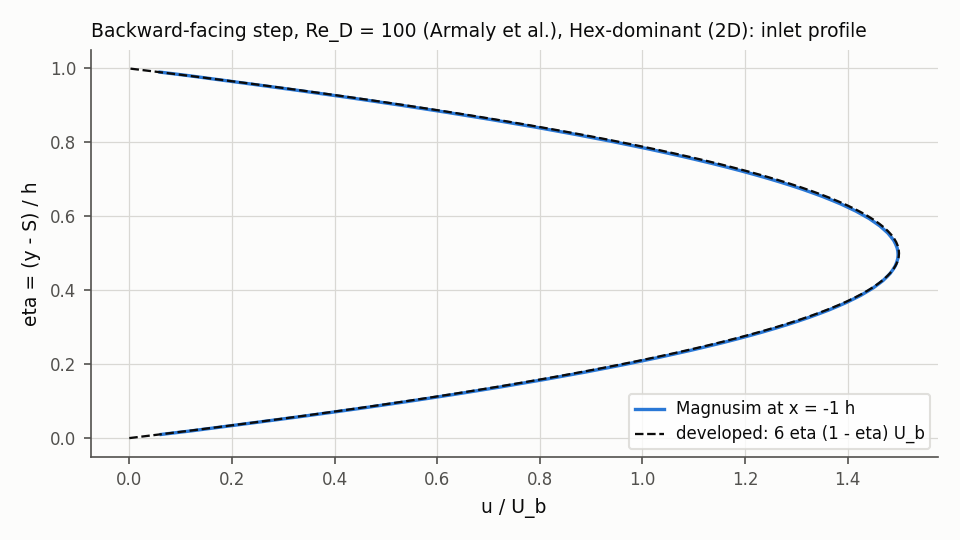 Backward-facing step, Re_D = 100 (Armaly et al.), Hex-dominant (2D): inlet profile
eta = (y - S) / h
1.0
0.8
0.6
0.4
0.2
0.0
Magnusim at x = -1 h
developed: 6 eta (1 - eta) U_b
0.0 0.2 0.4 0.6 0.8 1.0 1.2 1.4
u / U_b